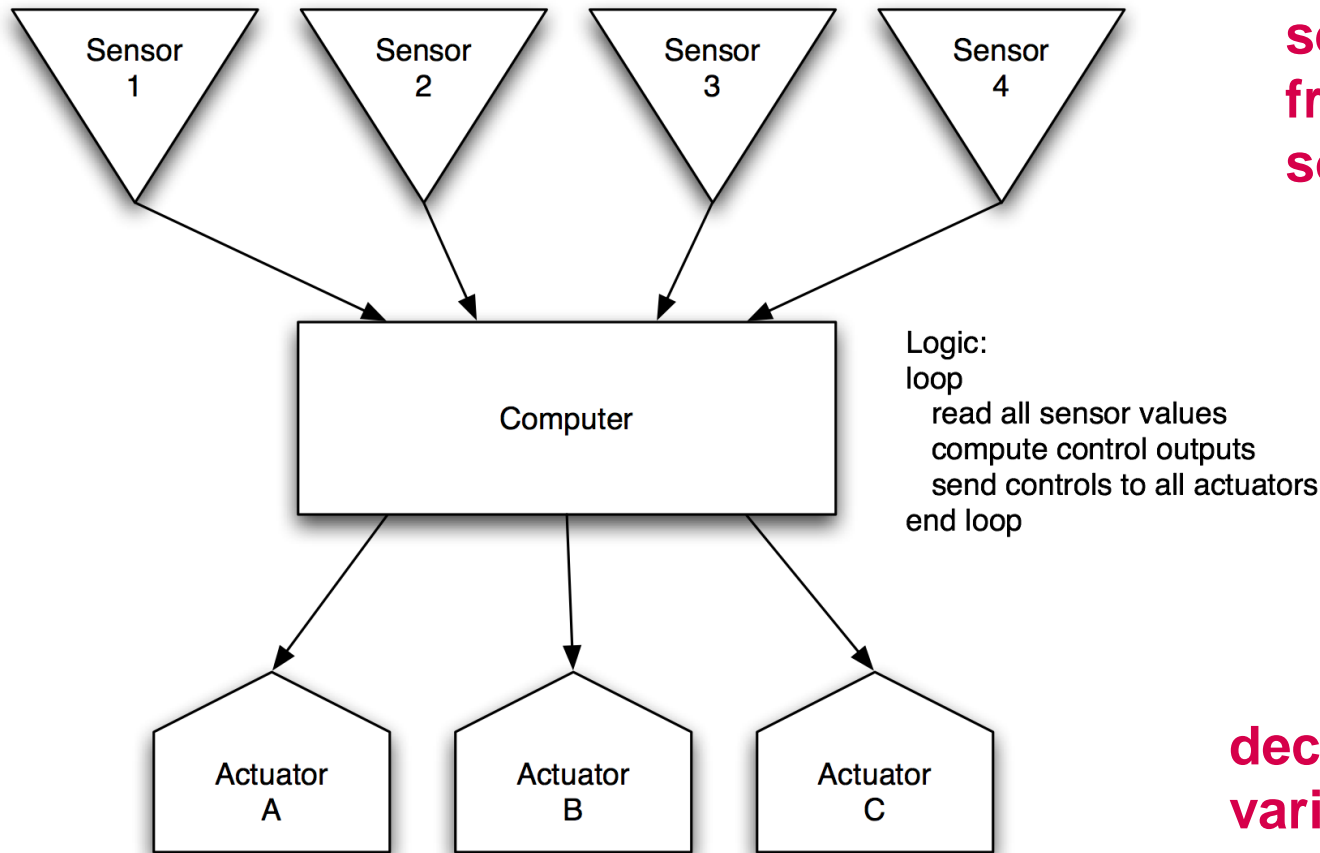 Sensor
1
Sensor
2
Sensor
3
Sensor
4
Computer
Logic:
loop
read all sensor values
compute control outputs
send controls to all actuators
end loop
Actuator
A
Actuator
B
Actuator
C